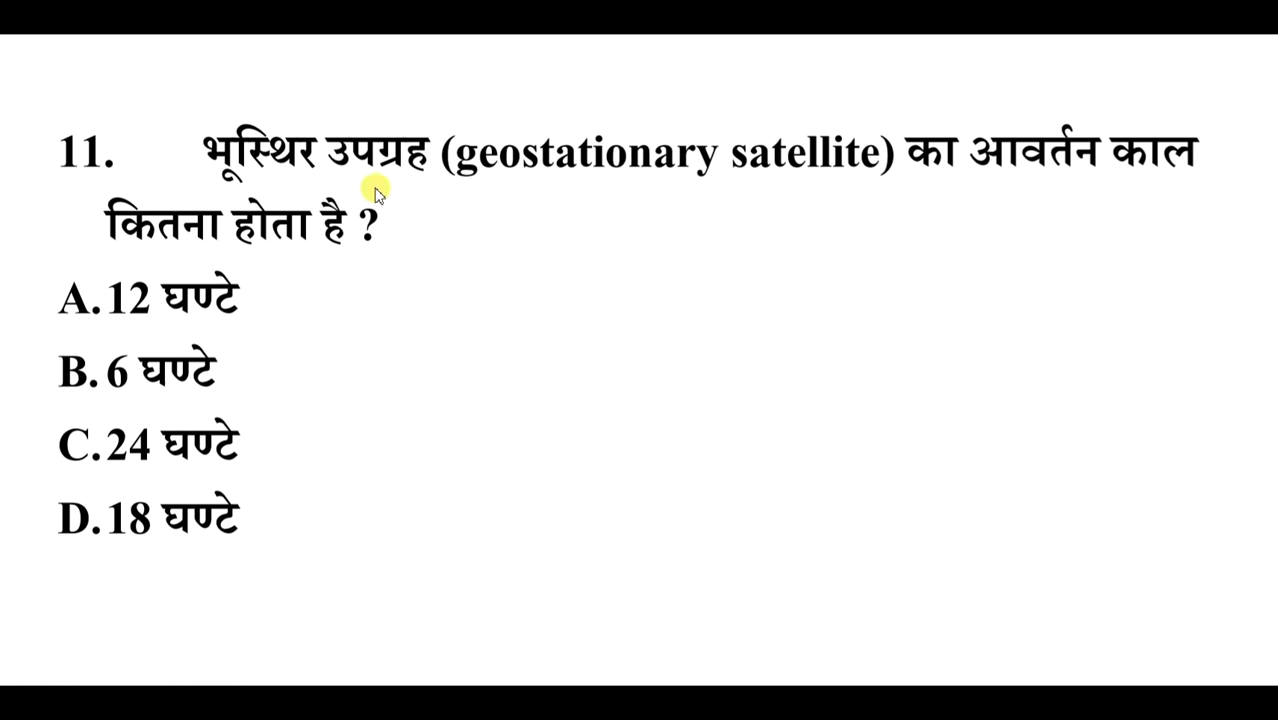 11. भूस्थिर उपग्रह (geostationary satellite) का आवर्तन काल
कितना होता है ?
A. 12 घण्टे
B. 6 घण्टे
C. 24 घण्टे
D. 18 घण्टे